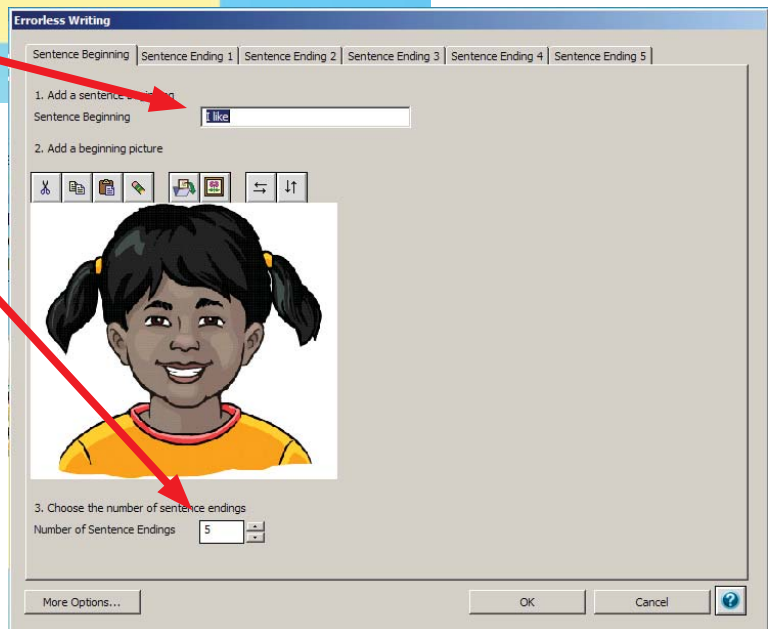 Errorless Writing
Sentence Beginning Sentence Ending 1 Sentence Ending 2 Sentence Ending 3 Sentence Ending 4 Sentence Ending 5
1. Add a sentence beginning
Sentence Beginning I like
2. Add a beginning picture
3. Choose the number of sentence endings
Number of Sentence Endings 5
More Options... OK Cancel ?